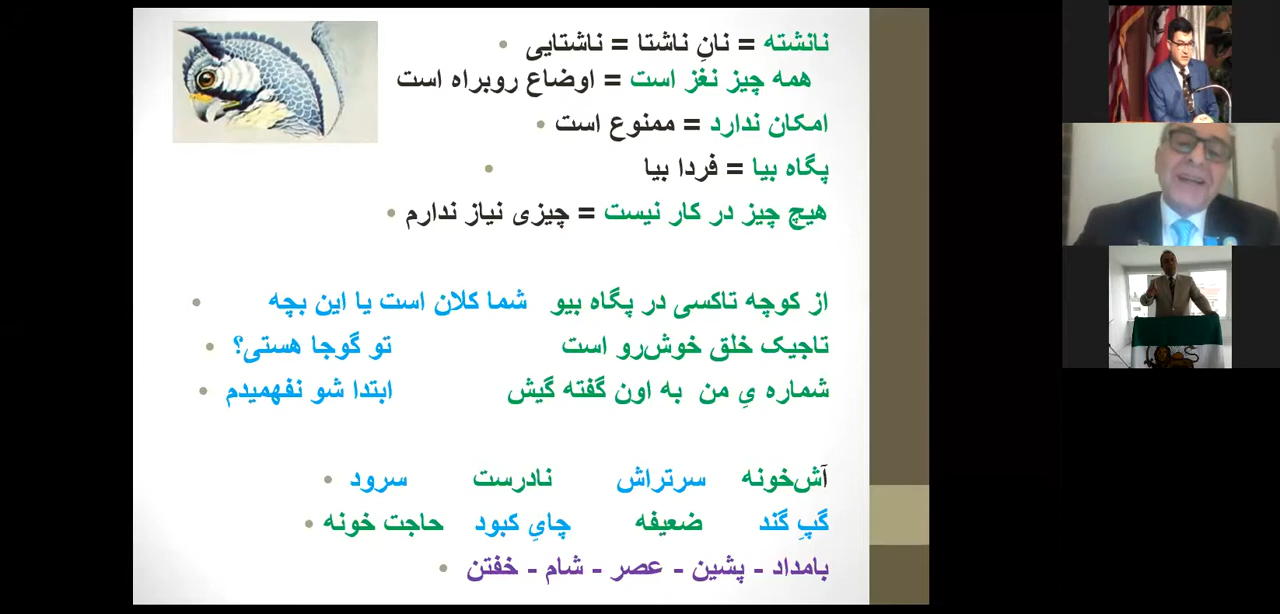 نانشته = نانِ ناشتا = ناشتایی
همه چیز نغز است = اوضاع روبراه است
امکان ندارد = ممنوع است
پگاه بیا = فردا بیا
هیچ چیز در کار نیست = چیزی نیاز ندارم
از کوچه تاکسی در پگاه بیو شما کلان است یا این بچه
تاجیک خلق خوش‌رو است تو گوجا هستی؟
شماره یِ من به اون گفته گیش ابتدا شو نفهمیدم
آش‌خونه سرتراش نادرست سرود
گپِ گند ضعیفه چایِ کبود حاجت خونه
بامداد - پشین - عصر - شام - خفتن